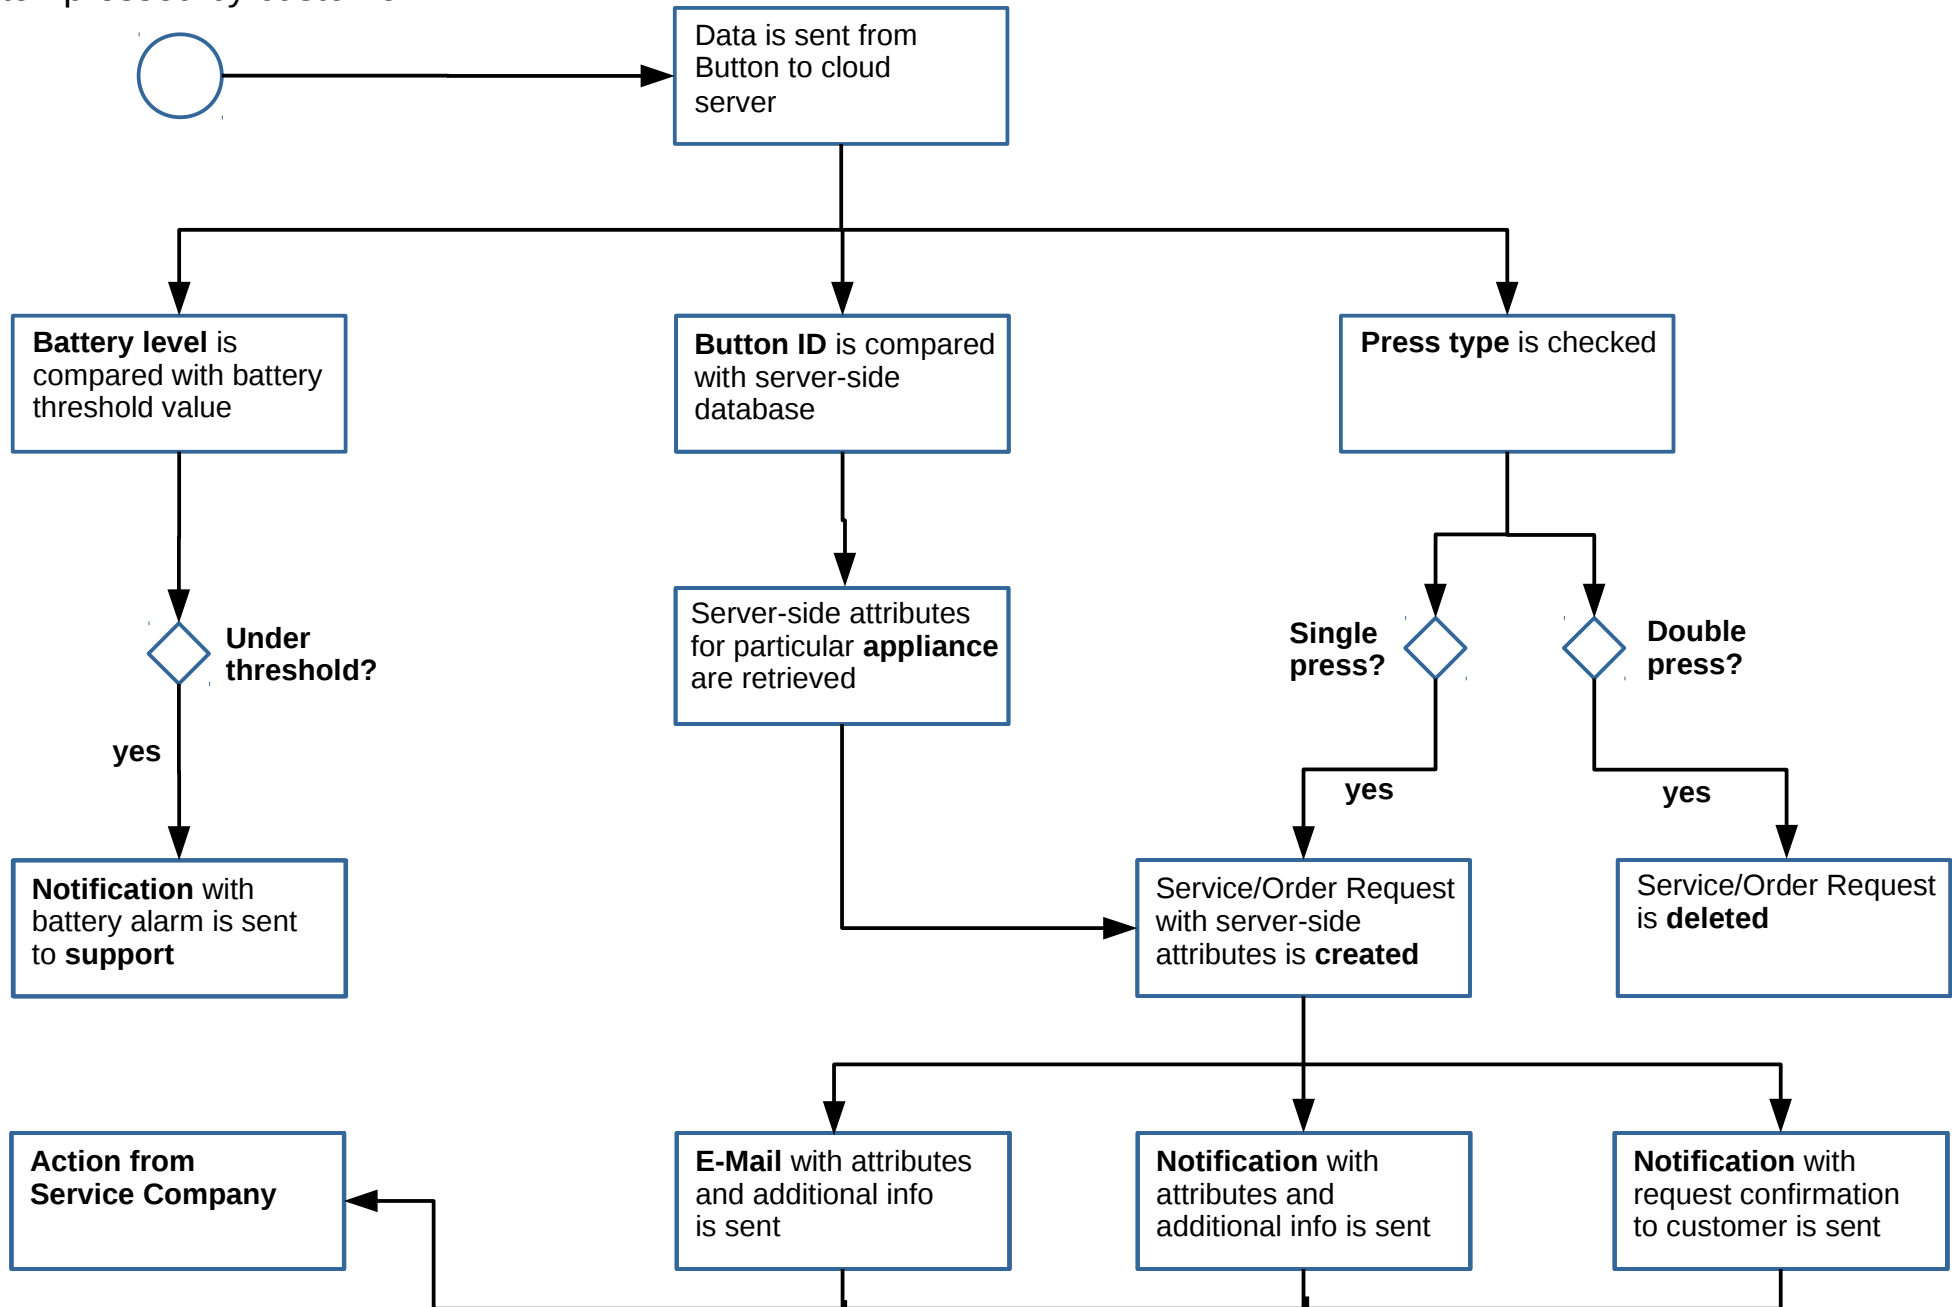 pressed by
Data is sent from
Button to cloud
server
Battery level is
compared with battery
threshold value
Button ID is compared
with server-side
database
Press type is checked
Under
threshold?
Server-side attributes
for particular appliance
are retrieved
Single
press?
Double
press?
yes
yes
yes
Notification with
battery alarm is sent
to support
Service/Order Request
with server-side
attributes is created
Service/Order Request
is deleted
Action from
Service Company
E-Mail with attributes
and additional info
is sent
Notification with
attributes and
additional info is sent
Notification with
request confirmation
to customer is sent